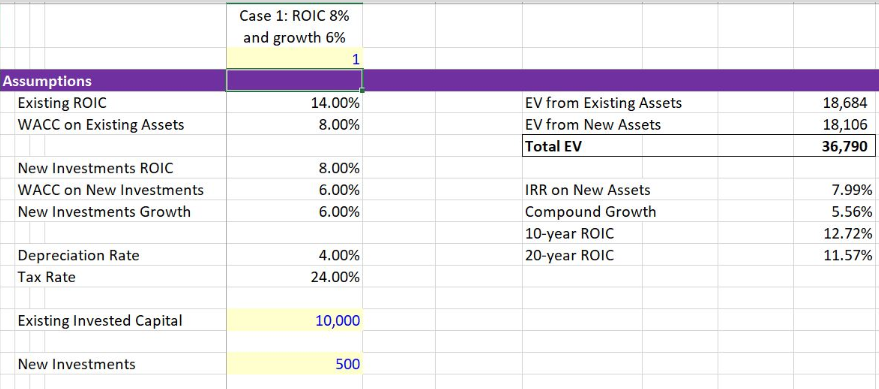 Case 1: ROIC 8%
and growth 6%
1
Assumptions
Existing ROIC 14.00% EV from Existing Assets 18,684
WACC on Existing Assets 8.00% EV from New Assets 18,106
Total EV 36,790
New Investments ROIC 8.00%
WACC on New Investments 6.00% IRR on New Assets 7.99%
New Investments Growth 6.00% Compound Growth 5.56%
10-year ROIC 12.72%
Depreciation Rate 4.00% 20-year ROIC 11.57%
Tax Rate 24.00%
Existing Invested Capital 10,000
New Investments 500